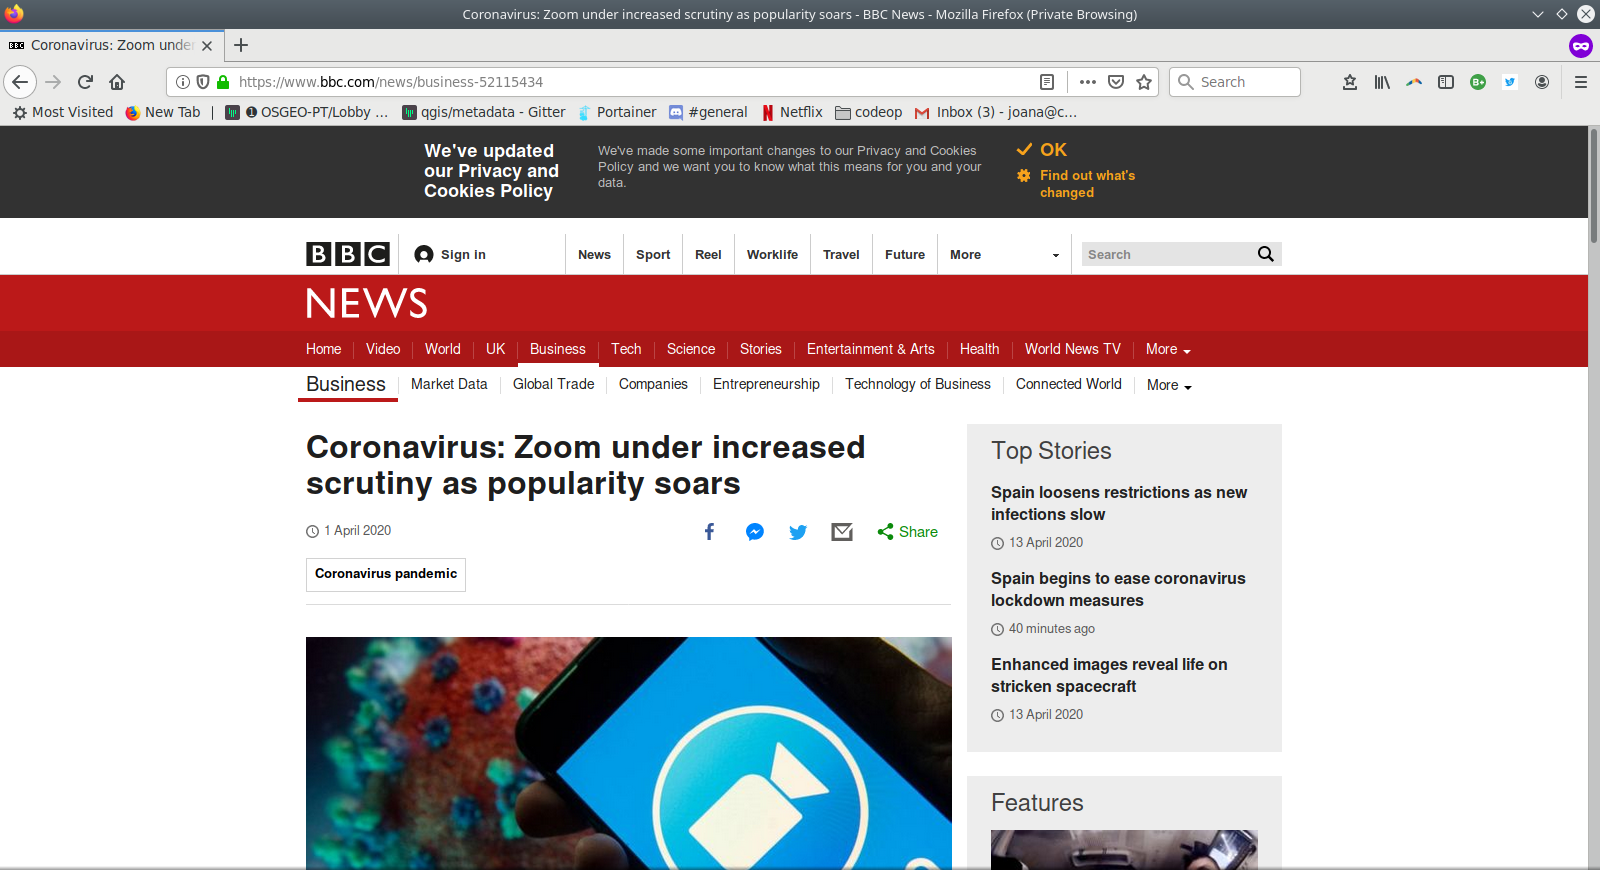 Coronavirus: Zoom under increased scrutiny as popularity soars - BBC News - Mozilla Firefox (Private Browsing)
BBC Coronavirus: Zoom unde
https://www.bbc.com/news/business-52115434
Search
Most Visited
New Tab
OSGEO-PT/Lobby ...
qgis/metadata - Gitter
Portainer
#general
Netflix
codeop
Inbox (3) - joana@c...
We've updated
our Privacy and
Cookies Policy
We've made some important changes to our Privacy and Cookies
Policy and we want you to know what this means for you and your
data.
OK
Find out what's
changed
BBC
Sign in
News
Sport
Reel
Worklife
Travel
Future
More
Search
NEWS
Home
Video
World
UK
Business
Tech
Science
Stories
Entertainment & Arts
Health
World News TV
More
Business
Market Data
Global Trade
Companies
Entrepreneurship
Technology of Business
Connected World
More
Coronavirus: Zoom under increased
scrutiny as popularity soars
1 April 2020
Share
Coronavirus pandemic
Top Stories
Spain loosens restrictions as new
infections slow
13 April 2020
Spain begins to ease coronavirus
lockdown measures
40 minutes ago
Enhanced images reveal life on
stricken spacecraft
13 April 2020
Features